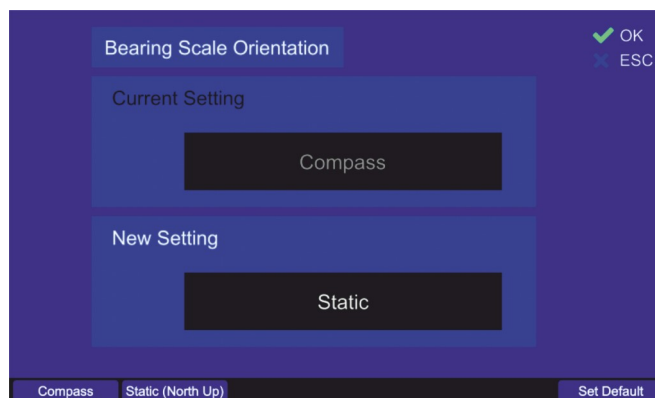 Bearing Scale Orientation
OK
ESC
Current Setting
Compass
New Setting
Static
Compass
Static (North Up)
Set Default